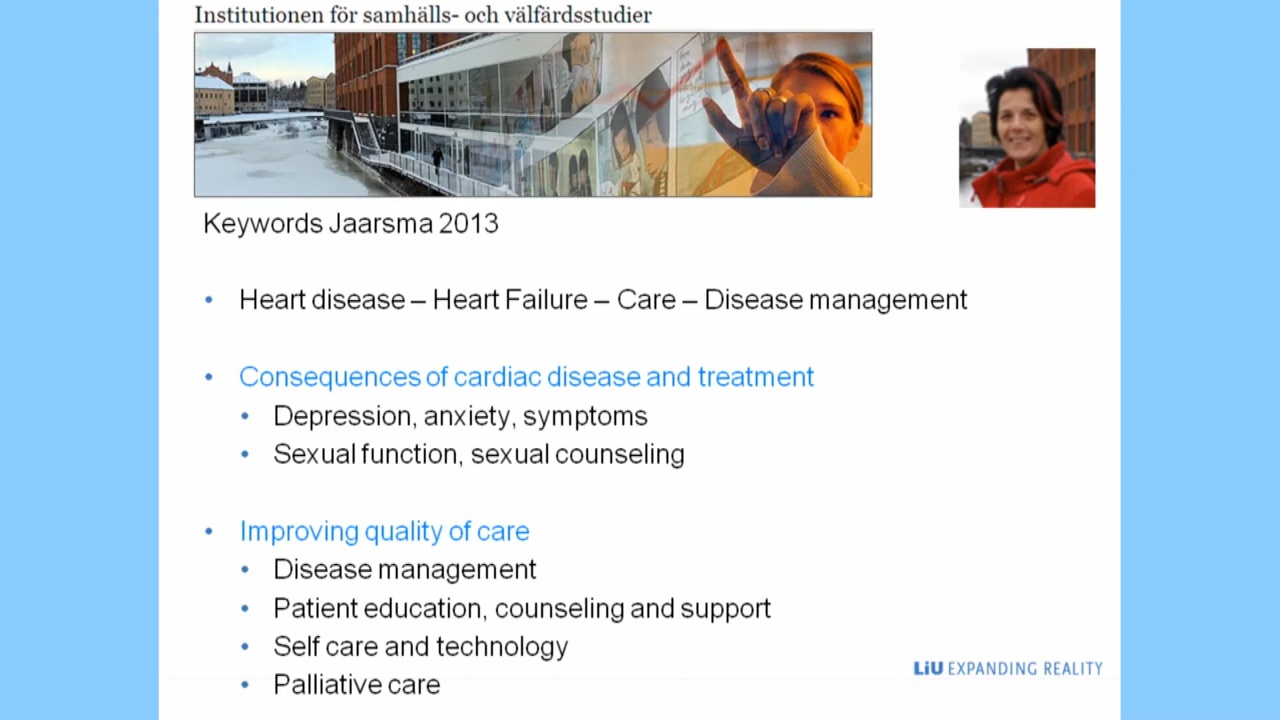 Institutionen för samhälls- och välfärdsstudier
Keywords Jaarsma 2013
• Heart disease – Heart Failure – Care – Disease management
• Consequences of cardiac disease and treatment
• Depression, anxiety, symptoms
• Sexual function, sexual counseling
• Improving quality of care
• Disease management
• Patient education, counseling and support
• Self care and technology
• Palliative care
LiU EXPANDING REALITY